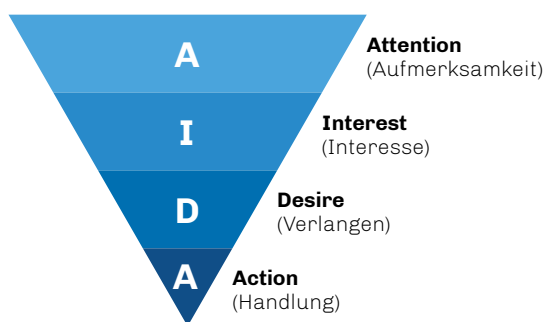 A
Attention
(Aufmerksamkeit)
I
Interest
(Interesse)
D
Desire
(Verlangen)
A
Action
(Handlung)